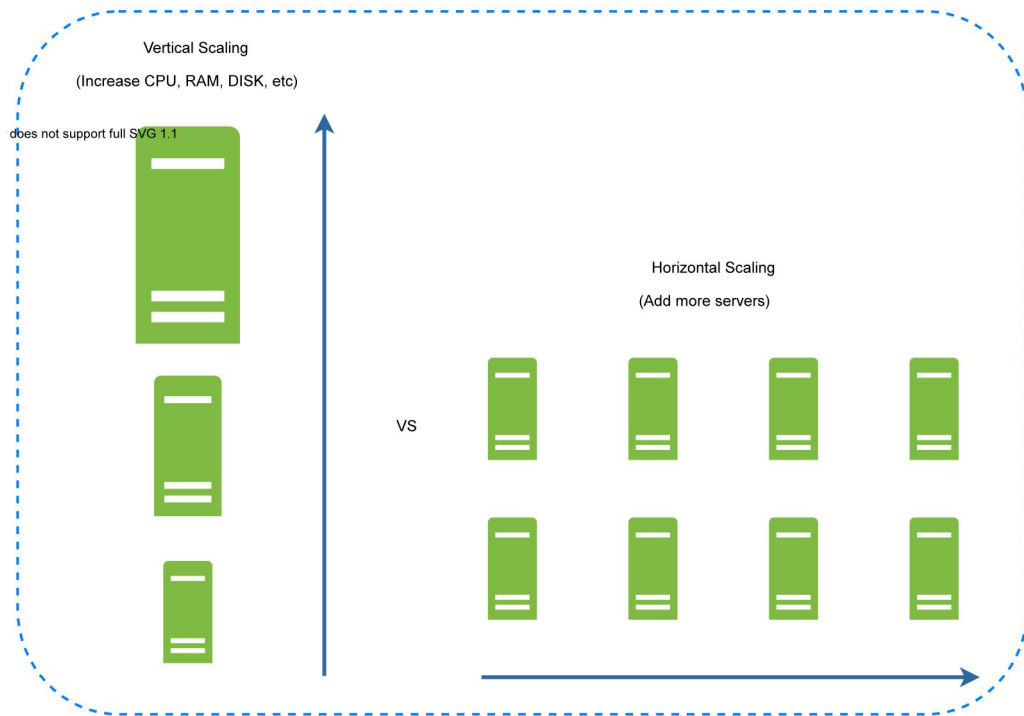 Vertical Scaling
(Increase CPU, RAM, DISK, etc)
does not support full SVG 1.1
Horizontal Scaling
(Add more servers)
VS